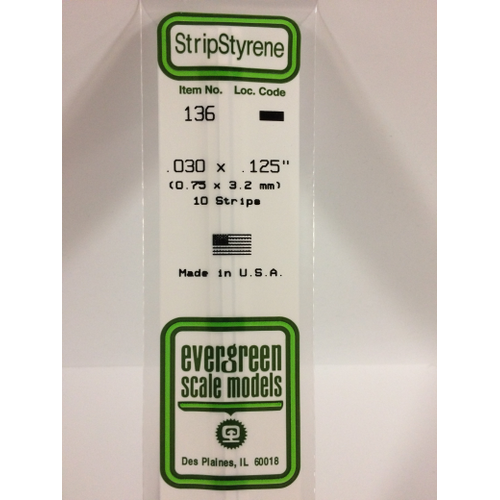 StripStyrene
Item No. Loc. Code
136
.030 x .125"
(0.75 x 3.2 mm)
10 Strips
Made in U.S.A.
evergreen
scale models
Des Plaines, IL 60018